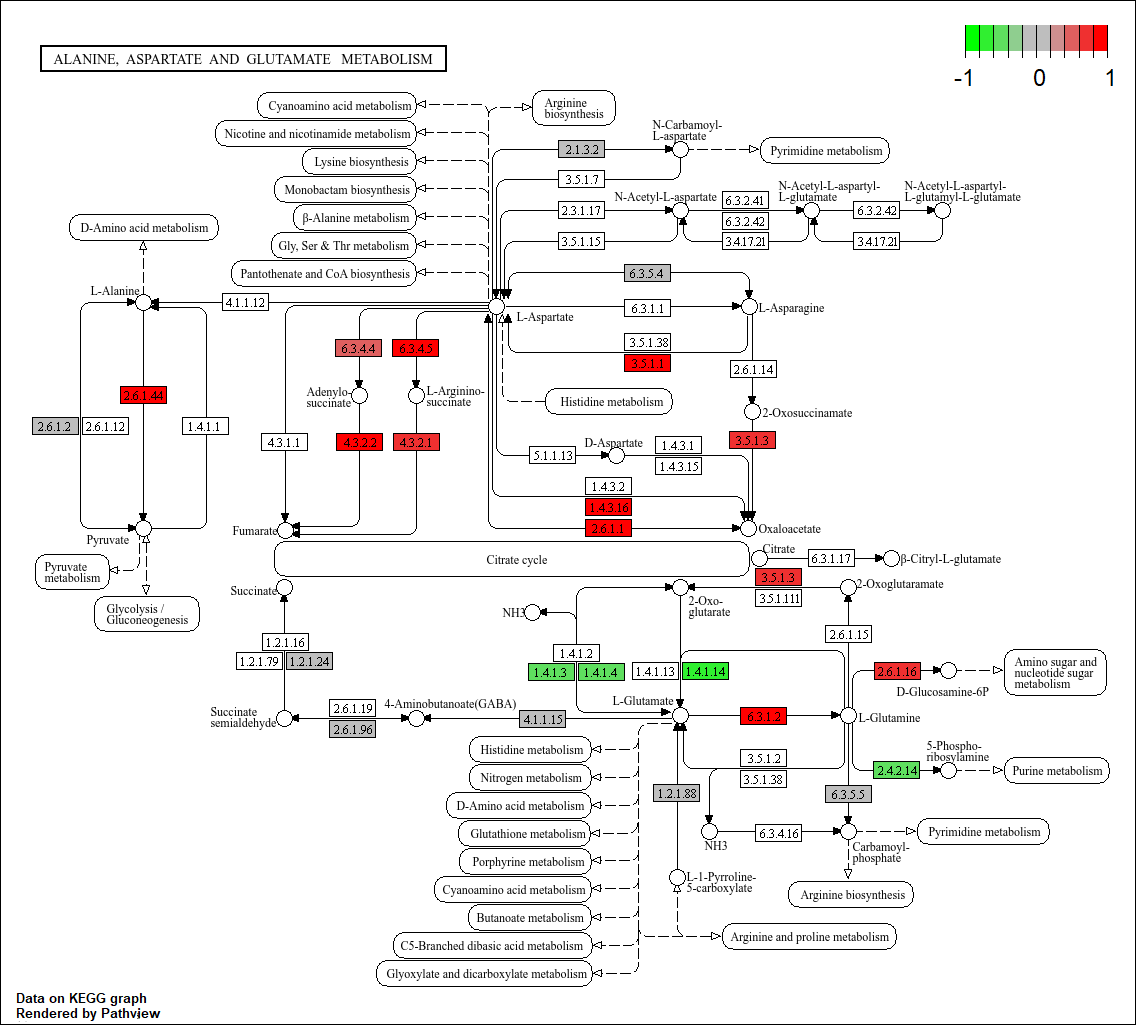 ALANINE, ASPARTATE AND GLUTAMATE METABOLISM
-1 0 1
Cyanoamino acid metabolism
Nicotine and nicotinamide metabolism
Lysine biosynthesis
Monobactam biosynthesis
β-Alanine metabolism
Gly, Ser & Thr metabolism
Pantothenate and CoA biosynthesis
Arginine
biosynthesis
N-Carbamoyl-
L-aspartate
2.1.3.2
Pyrimidine metabolism
3.5.1.7
N-Acetyl-L-aspartate
2.3.1.17
3.5.1.15
6.3.2.41
6.3.2.42
3.4.17.21
N-Acetyl-L-aspartyl-
L-glutamate
6.3.2.42
3.4.17.21
N-Acetyl-L-aspartyl-
L-glutamyl-L-glutamate
D-Amino acid metabolism
L-Alanine
4.1.1.12
L-Aspartate
6.3.5.4
6.3.1.1
L-Asparagine
3.5.1.38
3.5.1.1
2.6.1.14
6.3.4.4
6.3.4.5
Adenylo-
succinate
L-Arginino-
succinate
Histidine metabolism
2-Oxosuccinamate
2.6.1.44
2.6.1.2
2.6.1.12
1.4.1.1
4.3.1.1
4.3.2.2
4.3.2.1
5.1.1.13
D-Aspartate
1.4.3.1
1.4.3.15
3.5.1.3
1.4.3.2
1.4.3.16
2.6.1.1
Oxaloacetate
Pyruvate
Fumarate
Pyruvate
metabolism
Glycolysis /
Gluconeogenesis
Citrate cycle
Citrate
6.3.1.17
β-Citryl-L-glutamate
Succinate
NH3
2-Oxo-
glutarate
3.5.1.3
3.5.1.111
2-Oxoglutaramate
1.2.1.16
1.2.1.79
1.2.1.24
1.4.1.2
1.4.1.3
1.4.1.4
1.4.1.13
1.4.1.14
2.6.1.15
2.6.1.16
D-Glucosamine-6P
Amino sugar and
nucleotide sugar
metabolism
Succinate
semialdehyde
2.6.1.19
2.6.1.96
4-Aminobutanoate(GABA)
4.1.1.15
L-Glutamate
6.3.1.2
L-Glutamine
3.5.1.2
3.5.1.38
2.4.2.14
5-Phospho-
ribosylamine
Purine metabolism
1.2.1.88
6.3.5.5
NH3
6.3.4.16
Carbamoyl-
phosphate
Pyrimidine metabolism
Arginine biosynthesis
L-1-Pyrroline-
5-carboxylate
Arginine and proline metabolism
Histidine metabolism
Nitrogen metabolism
D-Amino acid metabolism
Glutathione metabolism
Porphyrine metabolism
Cyanoamino acid metabolism
Butanoate metabolism
C5-Branched dibasic acid metabolism
Glyoxylate and dicarboxylate metabolism
Data on KEGG graph
Rendered by Pathview